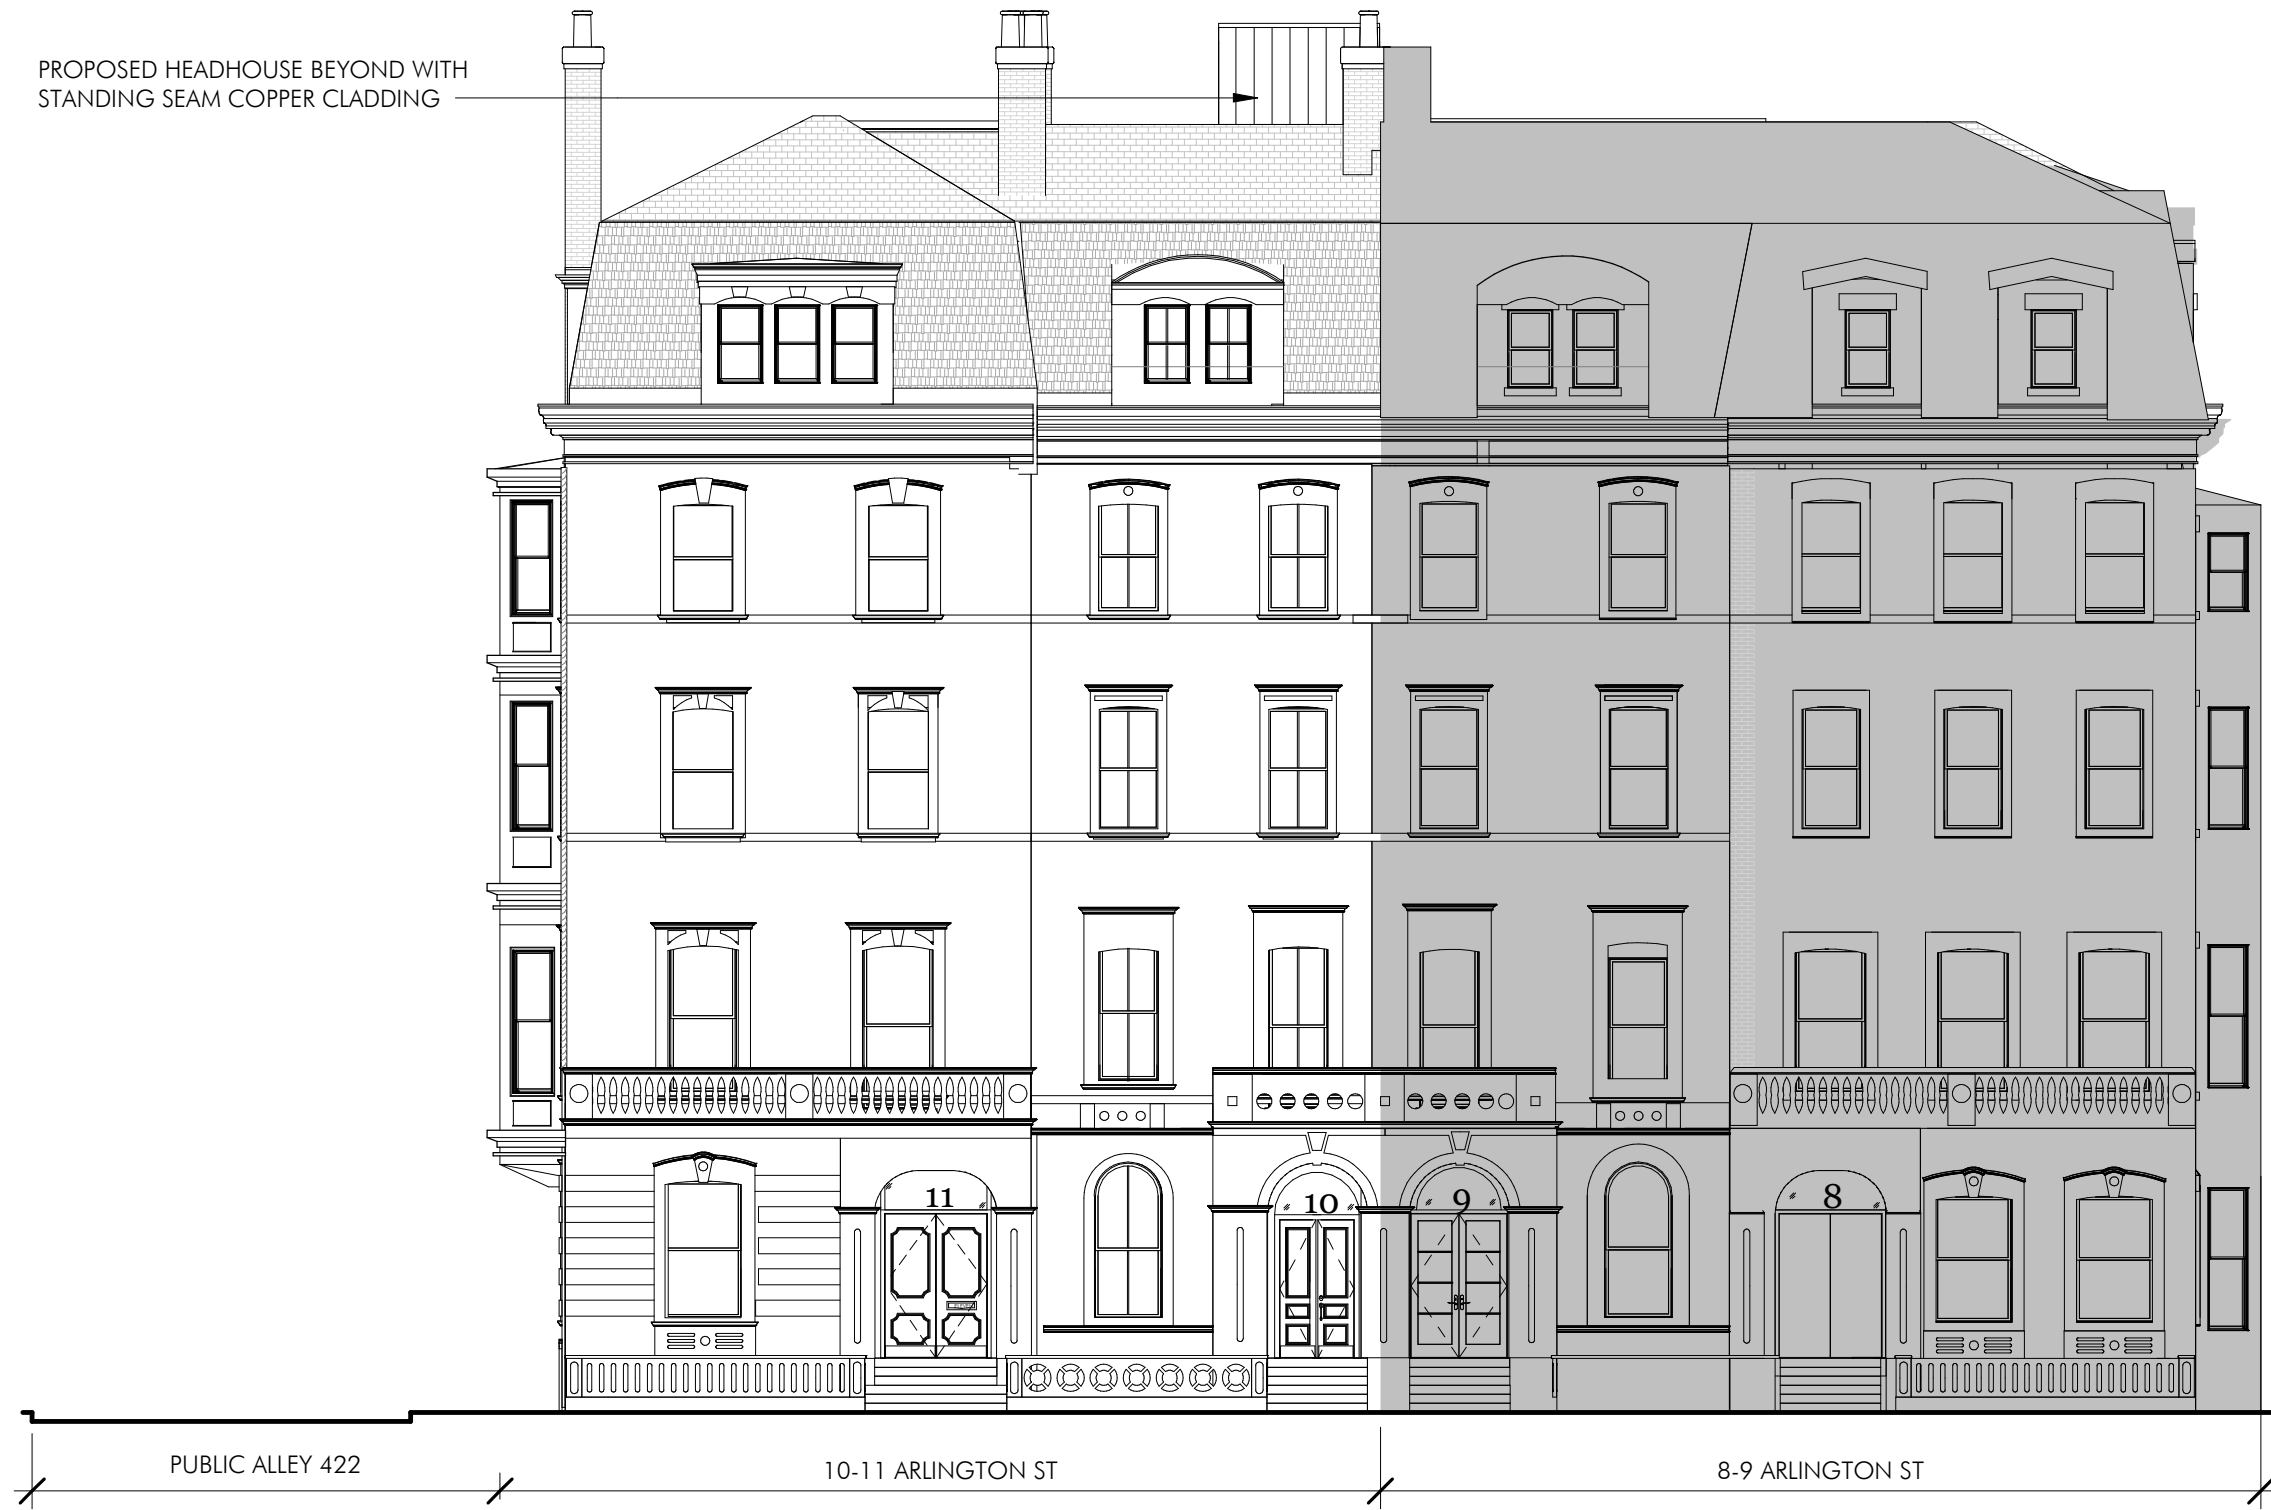 PROPOSED HEADHOUSE BEYOND WITH
STANDING SEAM COPPER CLADDING
11
10
9
8
PUBLIC ALLEY 422
10-11 ARLINGTON ST
8-9 ARLINGTON ST